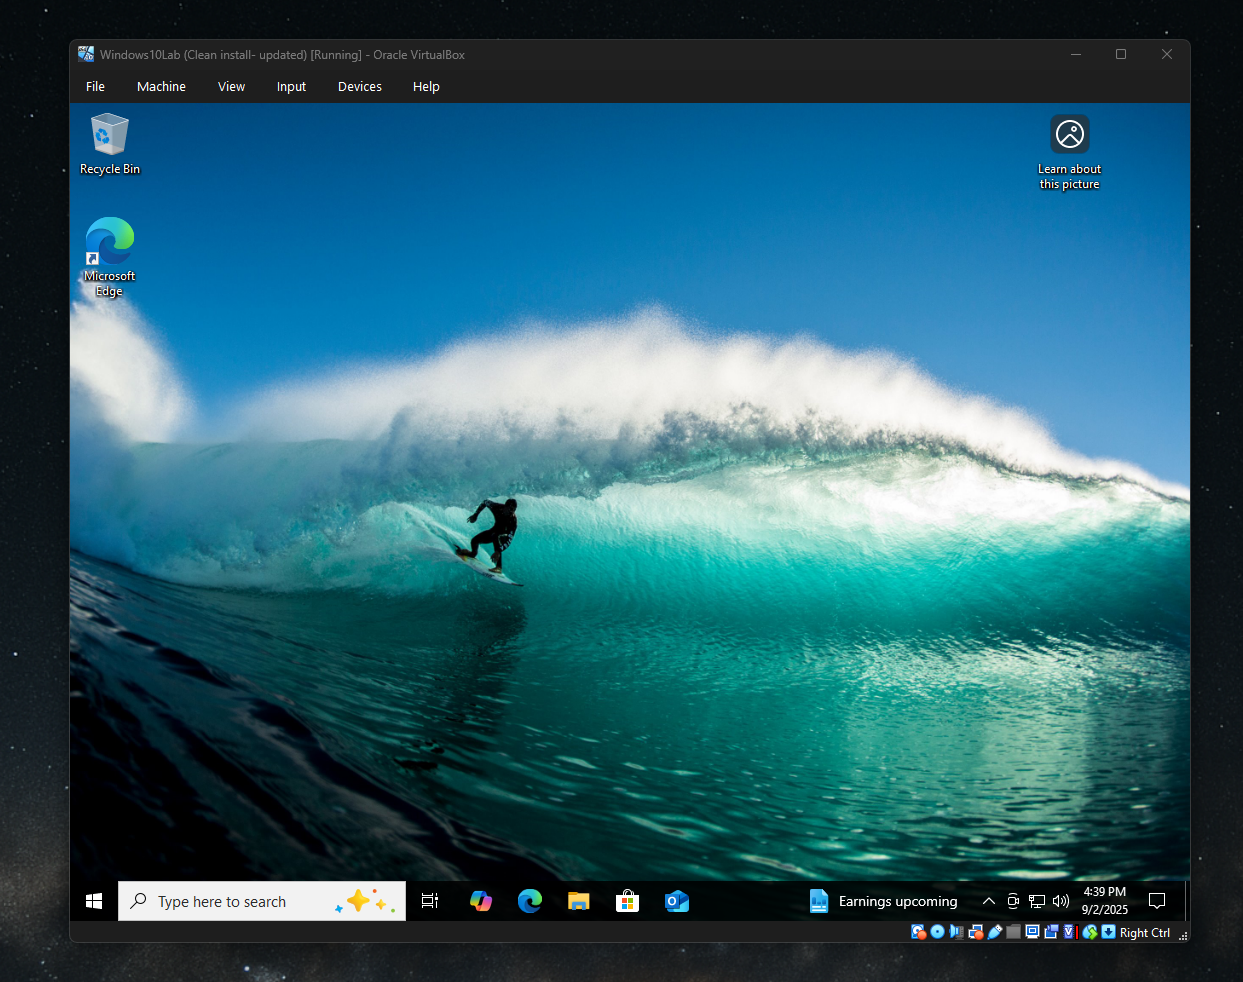 Windows10Lab (Clean install- updated) [Running] - Oracle VirtualBox
File Machine View Input Devices Help
Recycle Bin
Learn about
this picture
Microsoft
Edge
Type here to search
Earnings upcoming
4:39 PM
9/2/2025
Right Ctrl